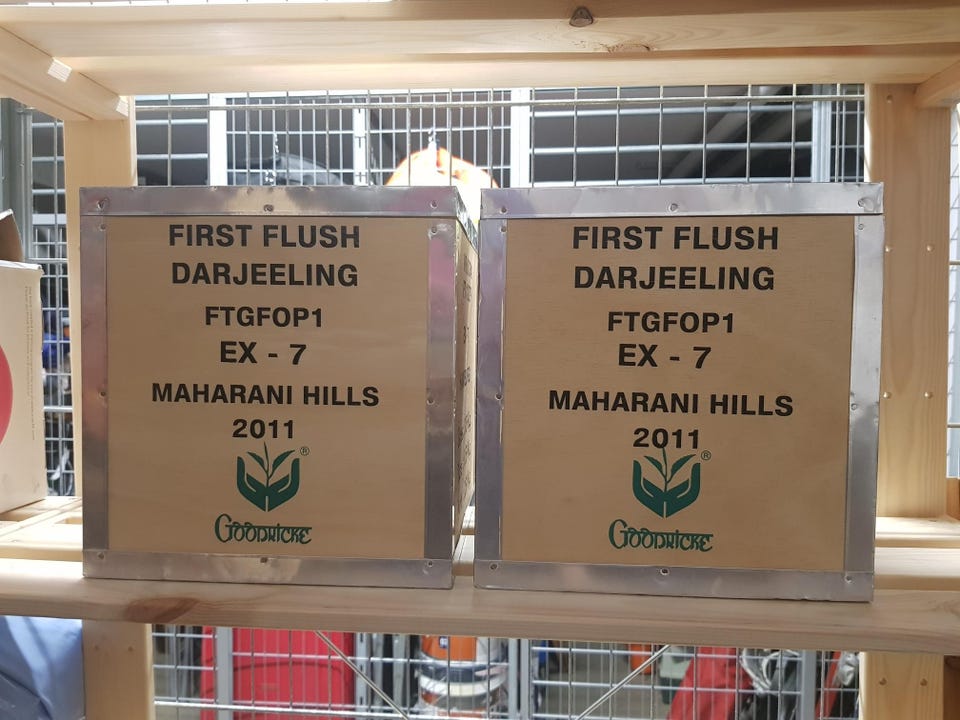 FIRST FLUSH
DARJEELING
FTGFOP1
EX - 7
MAHARANI HILLS
2011
®
GOODRICKE
FIRST FLUSH
DARJEELING
FTGFOP1
EX - 7
MAHARANI HILLS
2011
®
GOODRICKE